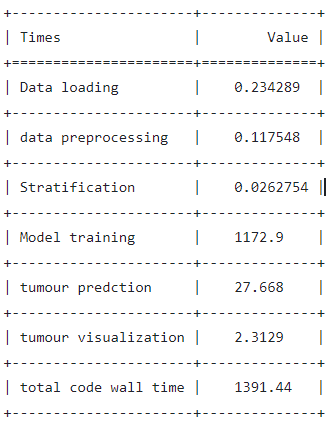 Times Value
Data loading 0.234289
data preprocessing 0.117548
Stratification 0.0262754
Model training 1172.9
tumour predction 27.668
tumour visualization 2.3129
total code wall time 1391.44